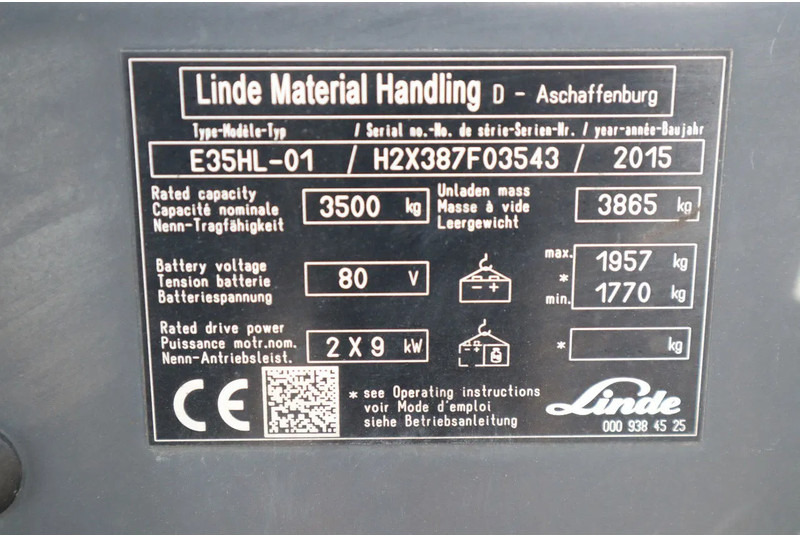 Linde Material Handling D - Aschaffenburg
Type-Modèle-Typ / Serial no.-No. de série-Serien-Nr. / year-année-Baujahr
E35HL-01 / H2X387F03543 / 2015
Rated capacity
Capacité nominale
Nenn-Tragfähigkeit
3500 kg
Unladen mass
Masse à vide
Leergewicht
3865 kg
Battery voltage
Tension batterie
Batteriespannung
80 V
- +
max. 1957 kg
*
min. 1770 kg
Rated drive power
Puissance motr.nom.
Nenn-Antriebsleist.
2 X 9 kW
- +
* kg
CE
* see Operating instructions
voir Mode d'emploi
siehe Betriebsanleitung
Linde
000 938 45 25